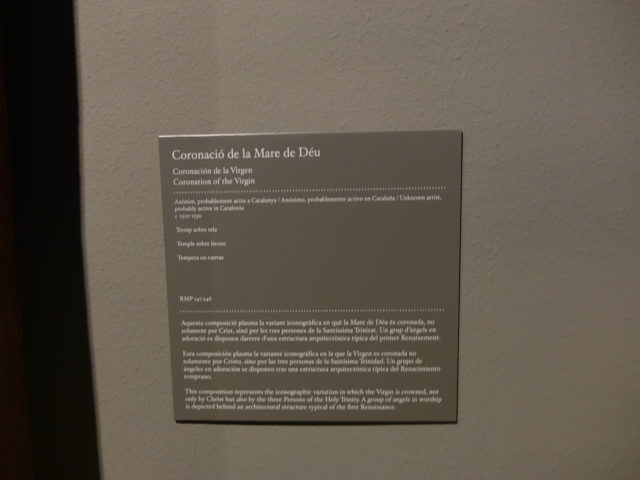 Coronació de la Mare de Déu
Coronación de la Virgen
Coronation of the Virgin
Anònim, probablement actiu a Catalunya / Anónimo, probablemente activo en Cataluña / Unknown artist,
probably active in Catalonia
c. 1510-1530
Tremp sobre tela
Temple sobre lienzo
Tempera on canvas
RMP
Aquesta composició plasma la variant iconogràfica en què la Mare de Déu és coronada, no
solament per Crist, sinó per les tres persones de la Santíssima Trinitat. Un grup d'àngels en
adoració es disposen darrere d'una estructura arquitectònica típica del primer Renaixement.
Esta composición plasma la variante iconográfica en la que la Virgen es coronada no
solamente por Cristo, sino por las tres personas de la Santísima Trinidad. Un grupo de
ángeles en adoración se disponen tras una estructura arquitectónica típica del Renacimiento
temprano.
This composition represents the iconographic variation in which the Virgin is crowned, not
only by Christ but also by the three Persons of the Holy Trinity. A group of angels in worship
is depicted behind an architectural structure typical of the first Renaissance.